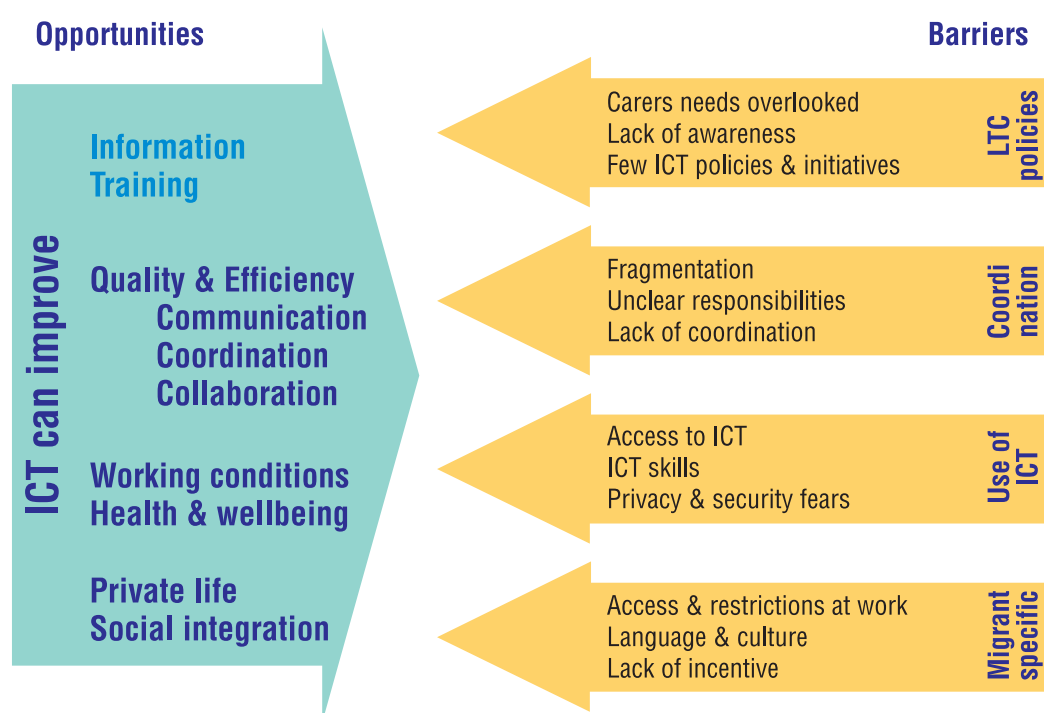 Opportunities
Barriers
ICT can improve
Information
Training
Quality & Efficiency
Communication
Coordination
Collaboration
Working conditions
Health & wellbeing
Private life
Social integration
Carers needs overlooked
Lack of awareness
Few ICT policies & initiatives
LTC
policies
Fragmentation
Unclear responsibilities
Lack of coordination
Coordi
nation
Access to ICT
ICT skills
Privacy & security fears
Use of
ICT
Access & restrictions at work
Language & culture
Lack of incentive
Migrant
specific